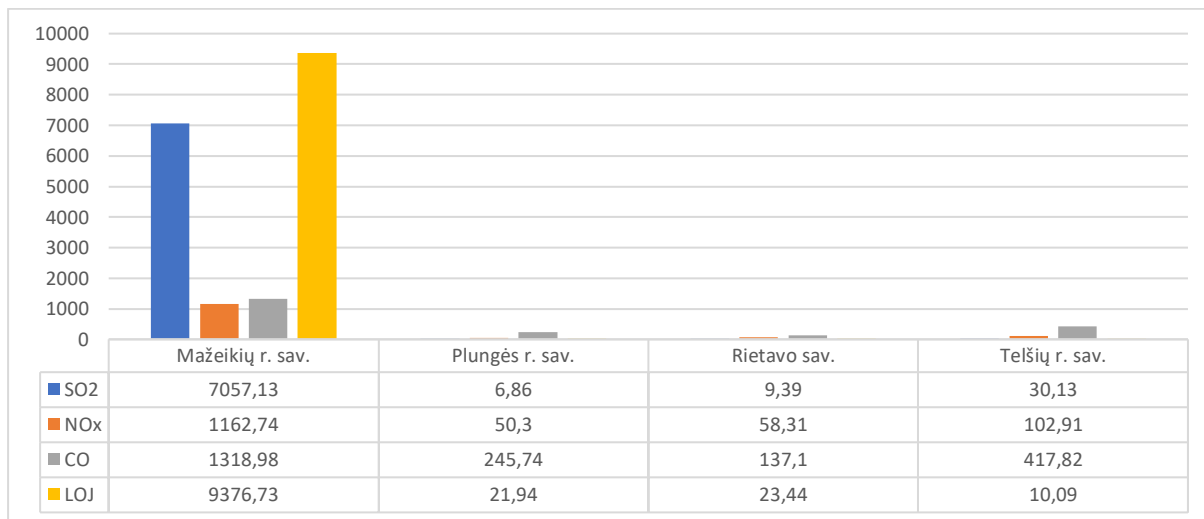 10000
9000
8000
7000
6000
5000
4000
3000
2000
1000
0
Mažeikių r. sav. Plungės r. sav. Rietavo sav. Telšių r. sav.
SO2 7057,13 6,86 9,39 30,13
NOx 1162,74 50,3 58,31 102,91
CO 1318,98 245,74 137,1 417,82
LOJ 9376,73 21,94 23,44 10,09